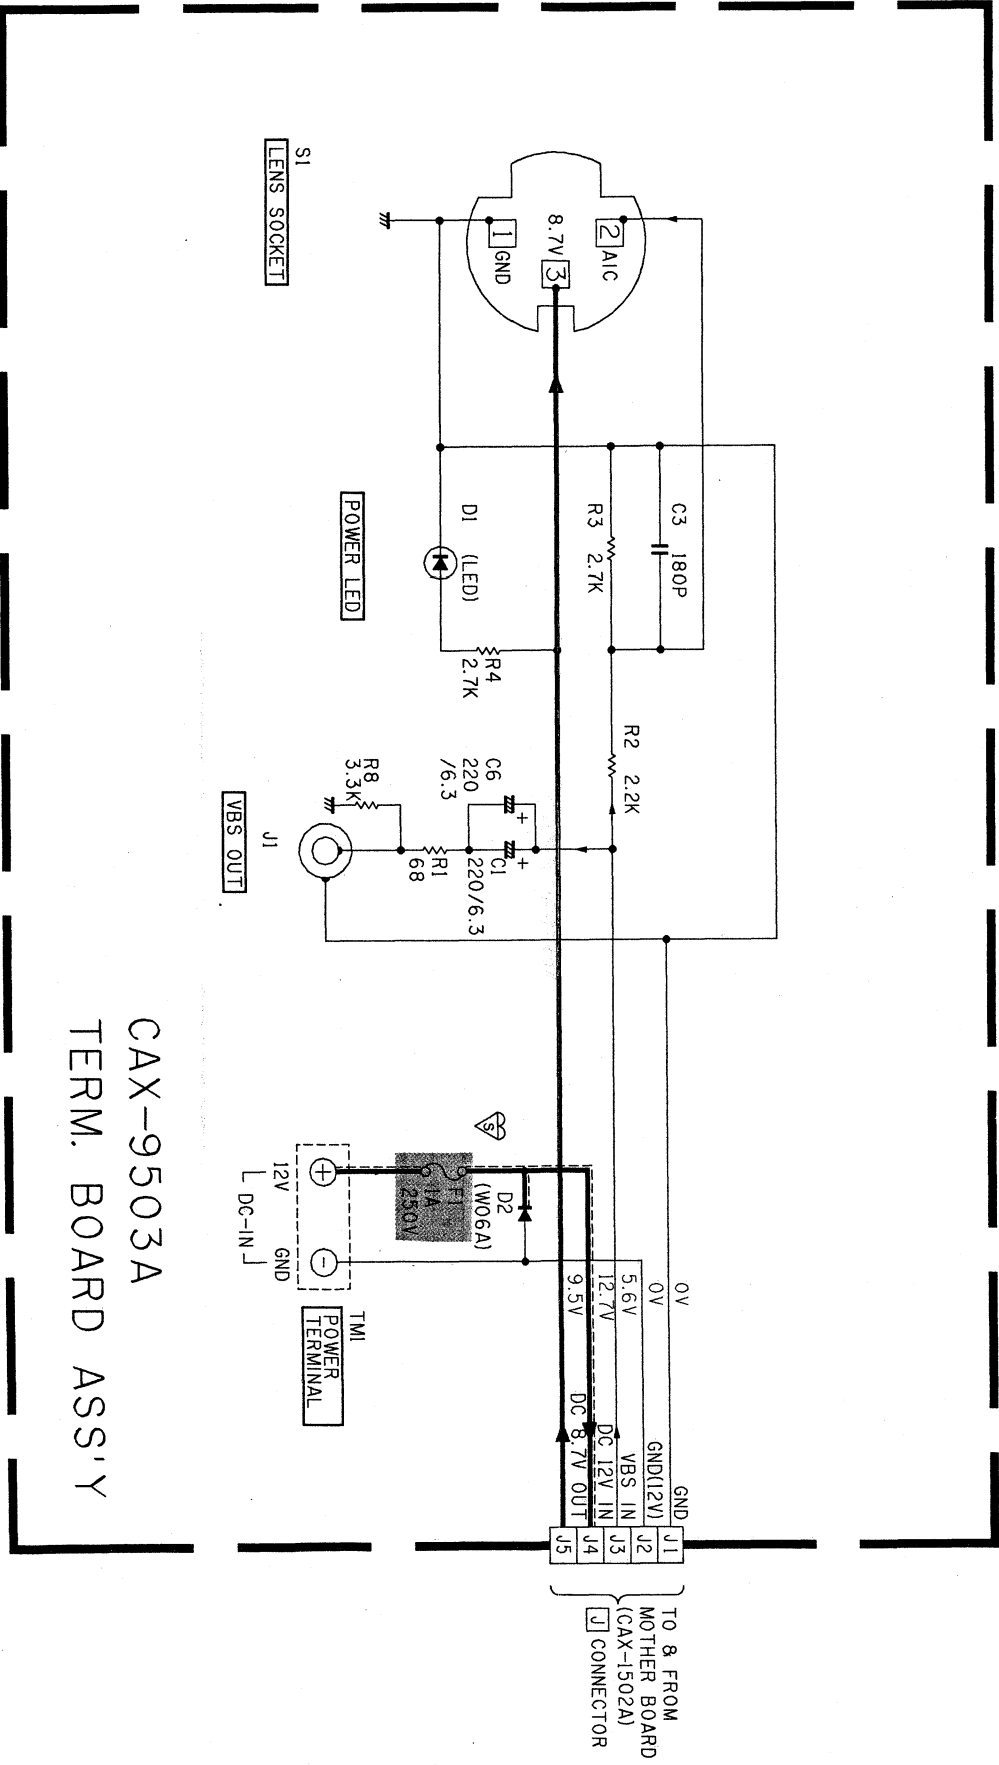 S1
LENS SOCKET
2
AIC
8.7V
3
1
GND
C3 180P
R3 2.7K
D1 (LED)
POWER LED
R4
2.7K
R2 2.2K
C6
220
/6.3
+
+
C1
220/6.3
R8
3.3K
R1
68
J1
VBS OUT
S
F1
1A
250V
D2
(W06A)
+
-
12V
GND
DC-IN
TM1
POWER
TERMINAL
0V
0V
5.6V
12.7V
9.5V
GND
GND(12V)
VBS IN
DC 12V IN
DC 8.7V OUT
J1
J2
J3
J4
J5
TO & FROM
MOTHER BOARD
(CAX-1502A)
J CONNECTOR
CAX-9503A
TERM. BOARD ASS'Y